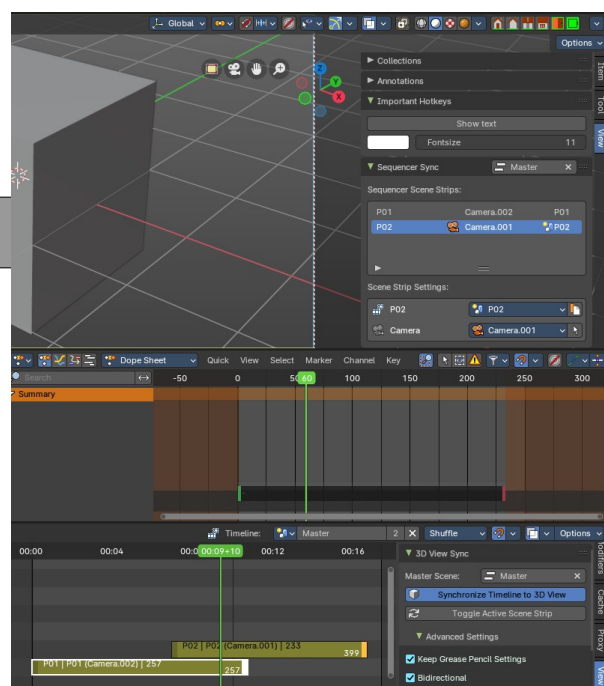 Global
Options
Collections
Annotations
Important Hotkeys
Show text
Fontsize 11
Sequencer Sync Master
Sequencer Scene Strips:
P01 Camera.002 P01
P02 Camera.001 P02
Scene Strip Settings:
P02 P02
Camera Camera.001
Item
Tool
View
Z
Y
X
Dope Sheet Quick View Select Marker Channel Key
Search
-50 0 60 100 150 200 250 300
Summary
Timeline: Master 2 Shuffle Options
00:00 00:04 00:09+10 00:12 00:16
3D View Sync
Master Scene: Master
Synchronize Timeline to 3D View
Toggle Active Scene Strip
Advanced Settings
Keep Grease Pencil Settings
Bidirectional
P02 | P02 (Camera.001) | 233
399
P01 | P01 (Camera.002) | 257
257
Cache
Proxy
View